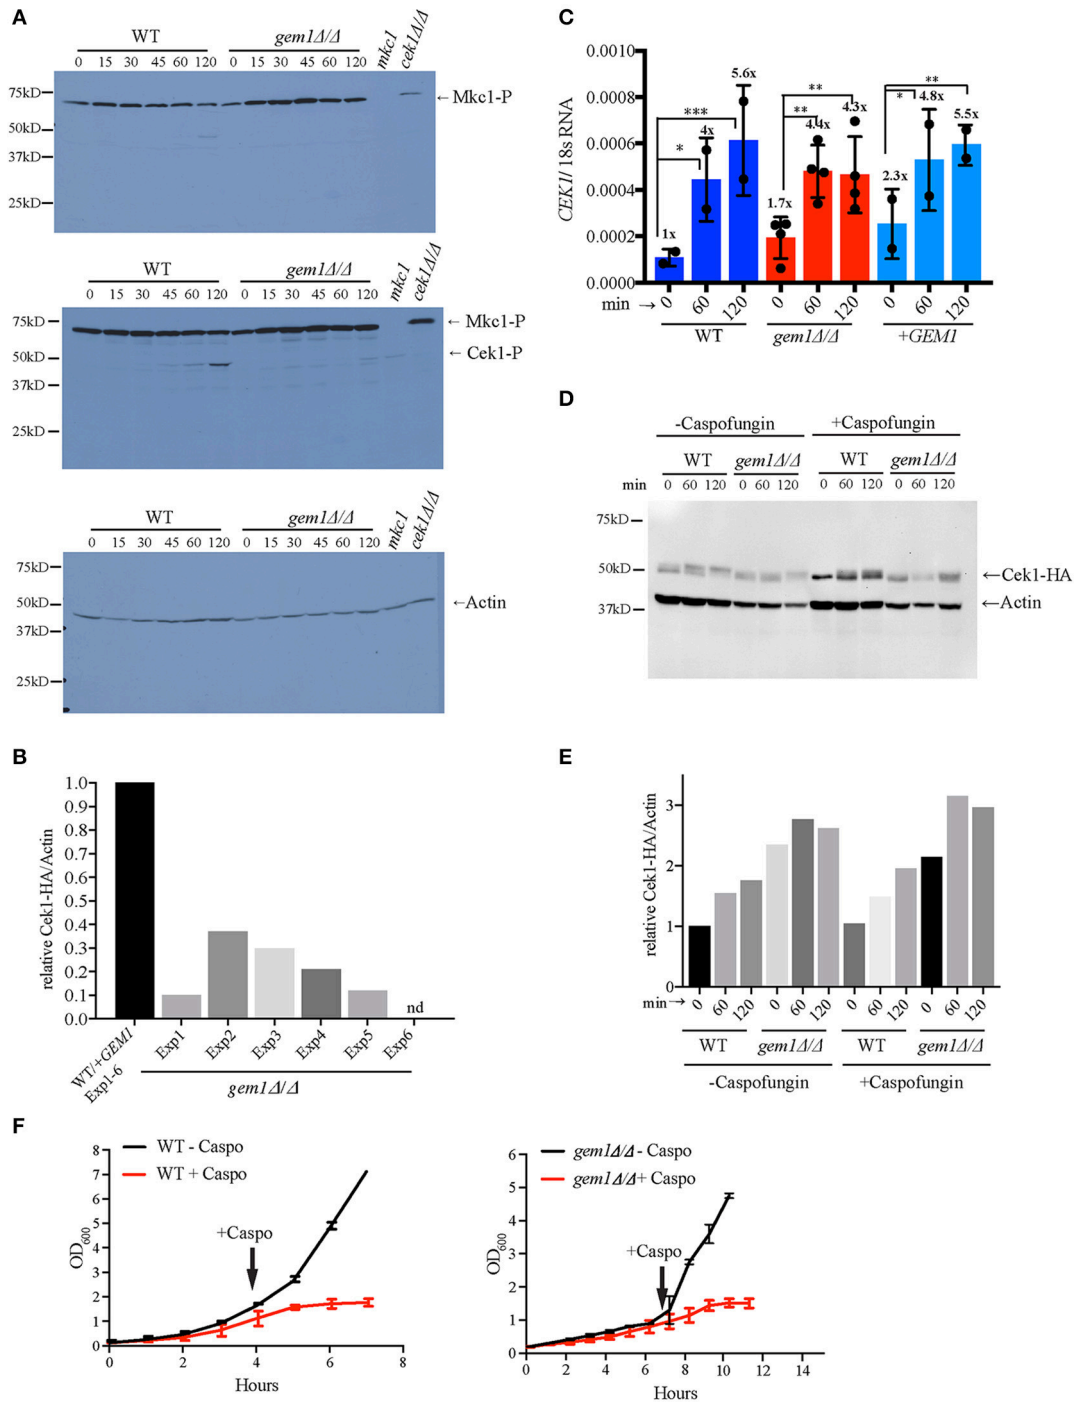 A
WT
gem1Δ/Δ
mkc1
cek1Δ/Δ
0 15 30 45 60 120 0 15 30 45 60 120
75kD
50kD
37kD
25kD
←Mkc1-P
WT
gem1Δ/Δ
mkc1
cek1Δ/Δ
0 15 30 45 60 120 0 15 30 45 60 120
75kD
50kD
37kD
25kD
← Mkc1-P
← Cek1-P
WT
gem1Δ/Δ
mkc1
cek1Δ/Δ
0 15 30 45 60 120 0 15 30 45 60 120
75kD
50kD
37kD
25kD
←Actin
B
relative Cek1-HA/Actin
1.0
0.9
0.8
0.7
0.6
0.5
0.4
0.3
0.2
0.1
0.0
nd
WT/+GEM1
Exp1-6
Exp1
Exp2
Exp3
Exp4
Exp5
Exp6
gem1Δ/Δ
C
CEK1/ 18s RNA
0.0010
0.0008
0.0006
0.0004
0.0002
0.0000
1x
4x
5.6x
1.7x
4.4x
4.3x
2.3x
4.8x
5.5x
*
***
**
**
*
**
min →
0 60 120 0 60 120 0 60 120
WT
gem1Δ/Δ
+GEM1
D
-Caspofungin
+Caspofungin
WT
gem1Δ/Δ
WT
gem1Δ/Δ
min 0 60 120 0 60 120 0 60 120 0 60 120
75kD
50kD
37kD
←Cek1-HA
←Actin
E
relative Cek1-HA/Actin
3
2
1
0
min→
0 60 120 0 60 120 0 60 120 0 60 120
WT
gem1Δ/Δ
WT
gem1Δ/Δ
-Caspofungin
+Caspofungin
F
WT - Caspo
WT + Caspo
+Caspo
OD600
8
7
6
5
4
3
2
1
0
0 2 4 6 8
Hours
gem1Δ/Δ - Caspo
gem1Δ/Δ + Caspo
+Caspo
OD600
6
5
4
3
2
1
0
0 2 4 6 8 10 12 14
Hours